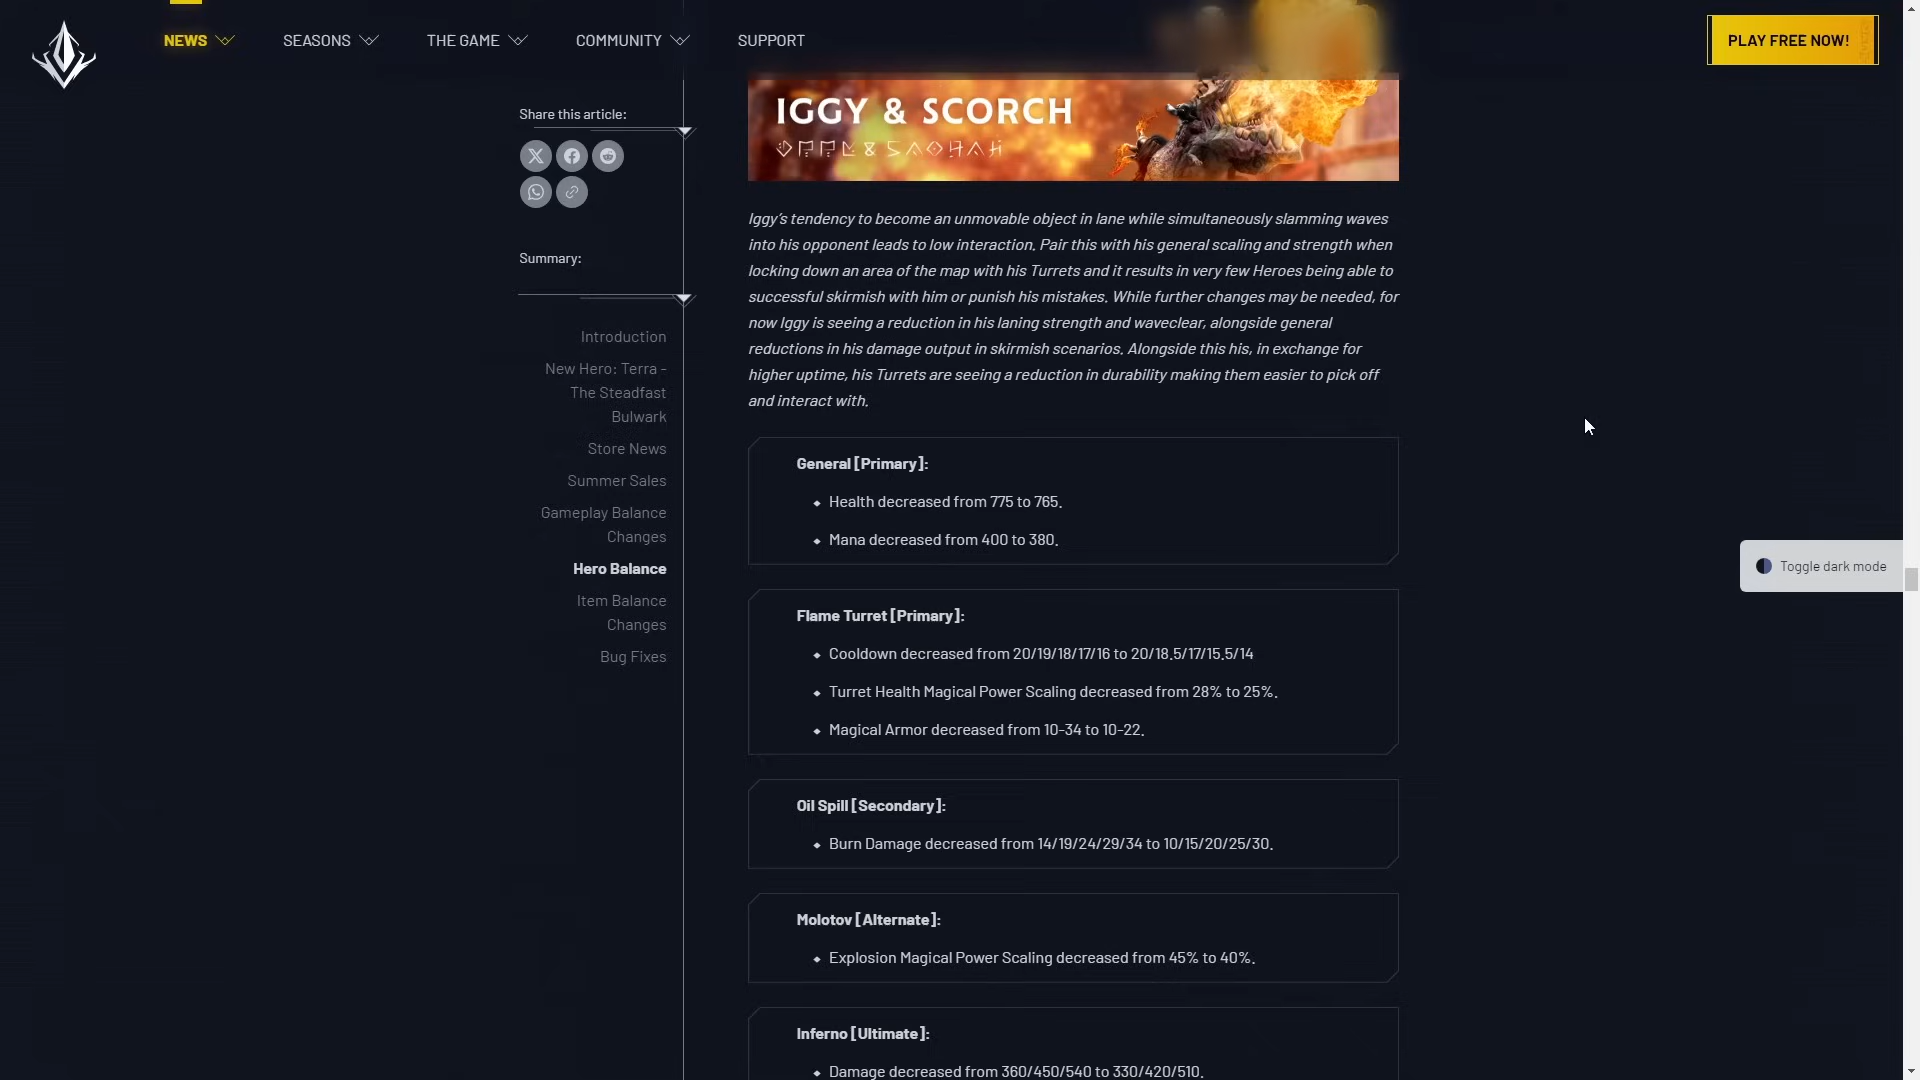 NEWS
SEASONS
THE GAME
COMMUNITY
SUPPORT
PLAY FREE NOW!
Share this article:
Summary:
Introduction
New Hero: Terra -
The Steadfast
Bulwark
Store News
Summer Sales
Gameplay Balance
Changes
Hero Balance
Item Balance
Changes
Bug Fixes
IGGY & SCORCH
Iggy's tendency to become an unmovable object in lane while simultaneously slamming waves
into his opponent leads to low interaction. Pair this with his general scaling and strength when
locking down an area of the map with his Turrets and it results in very few Heroes being able to
successful skirmish with him or punish his mistakes. While further changes may be needed, for
now Iggy is seeing a reduction in his laning strength and waveclear, alongside general
reductions in his damage output in skirmish scenarios. Alongside this his, in exchange for
higher uptime, his Turrets are seeing a reduction in durability making them easier to pick off
and interact with.
General [Primary]:
Health decreased from 775 to 765.
Mana decreased from 400 to 380.
Flame Turret [Primary]:
Cooldown decreased from 20/19/18/17/16 to 20/18.5/17/15.5/14
Turret Health Magical Power Scaling decreased from 28% to 25%.
Magical Armor decreased from 10-34 to 10-22.
Oil Spill [Secondary]:
Burn Damage decreased from 14/19/24/29/34 to 10/15/20/25/30.
Molotov [Alternate]:
Explosion Magical Power Scaling decreased from 45% to 40%.
Inferno [Ultimate]:
Damage decreased from 360/450/540 to 330/420/510.
Toggle dark mode